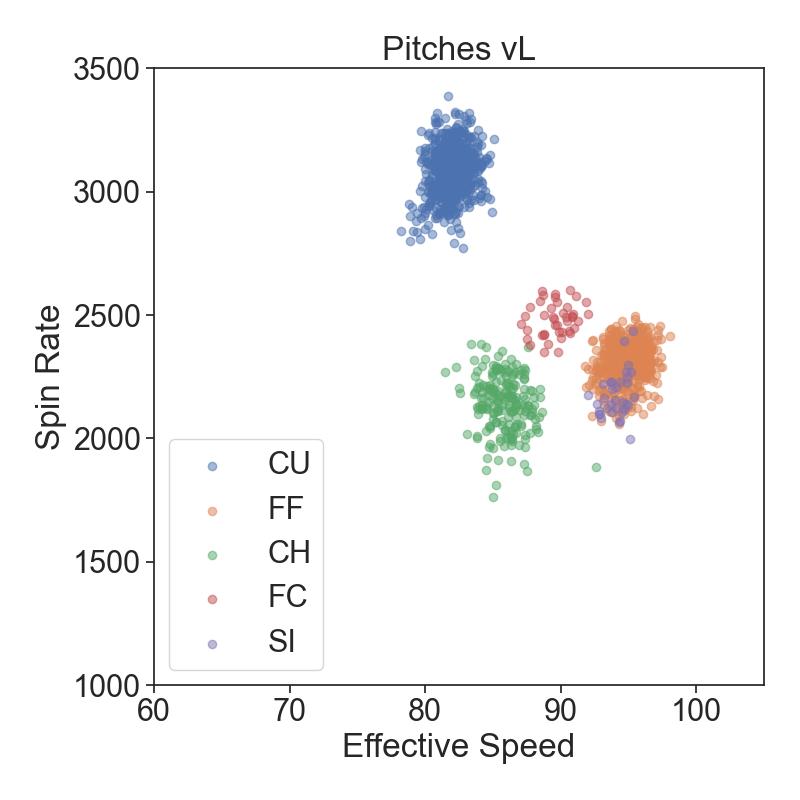 Pitches vL
3500
3000
2500
2000
1500
1000
Spin Rate
CU
FF
CH
FC
SI
60 70 80 90 100
Effective Speed